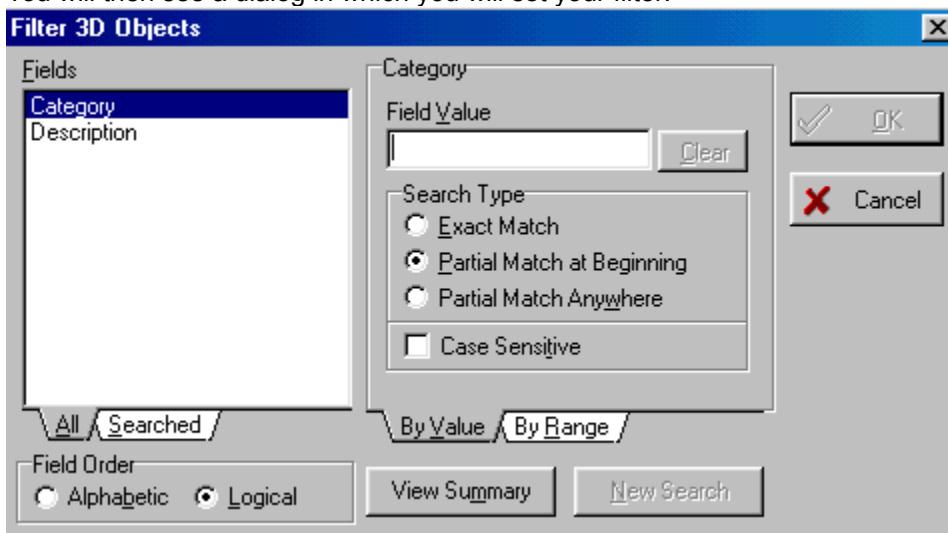 You will then see a dialog in which you will set your filter.
Filter 3D Objects
Fields
Category
Description
All
Searched
Field Order
Alphabetic
Logical
Category
Field Value
Clear
Search Type
Exact Match
Partial Match at Beginning
Partial Match Anywhere
Case Sensitive
By Value
By Range
View Summary
New Search
OK
Cancel